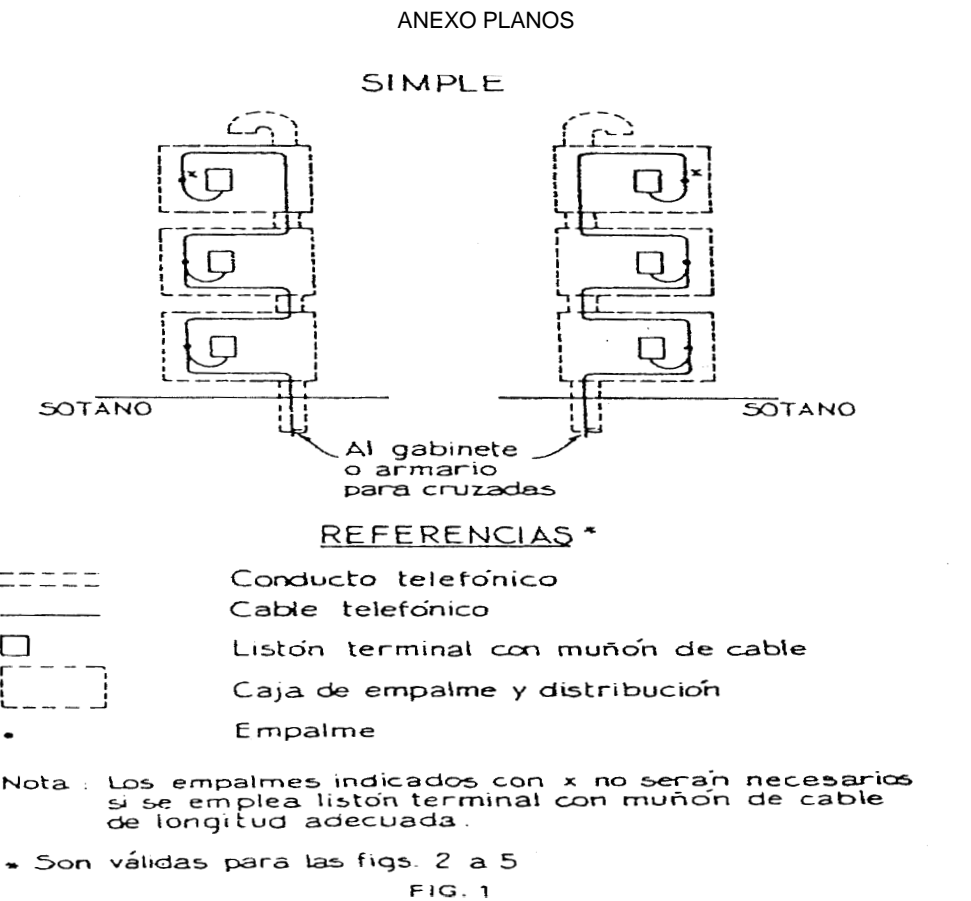 ANEXO PLANOS
SIMPLE
x
x
SOTANO
SOTANO
Al gabinete
o armario
para cruzadas
REFERENCIAS *
Conducto telefónico
Cable telefónico
Listón terminal con muñón de cable
Caja de empalme y distribución
Empalme
Nota : Los empalmes indicados con x no serán necesarios
si se emplea listón terminal con muñón de cable
de longitud adecuada.
* Son válidas para las figs. 2 a 5
FIG. 1